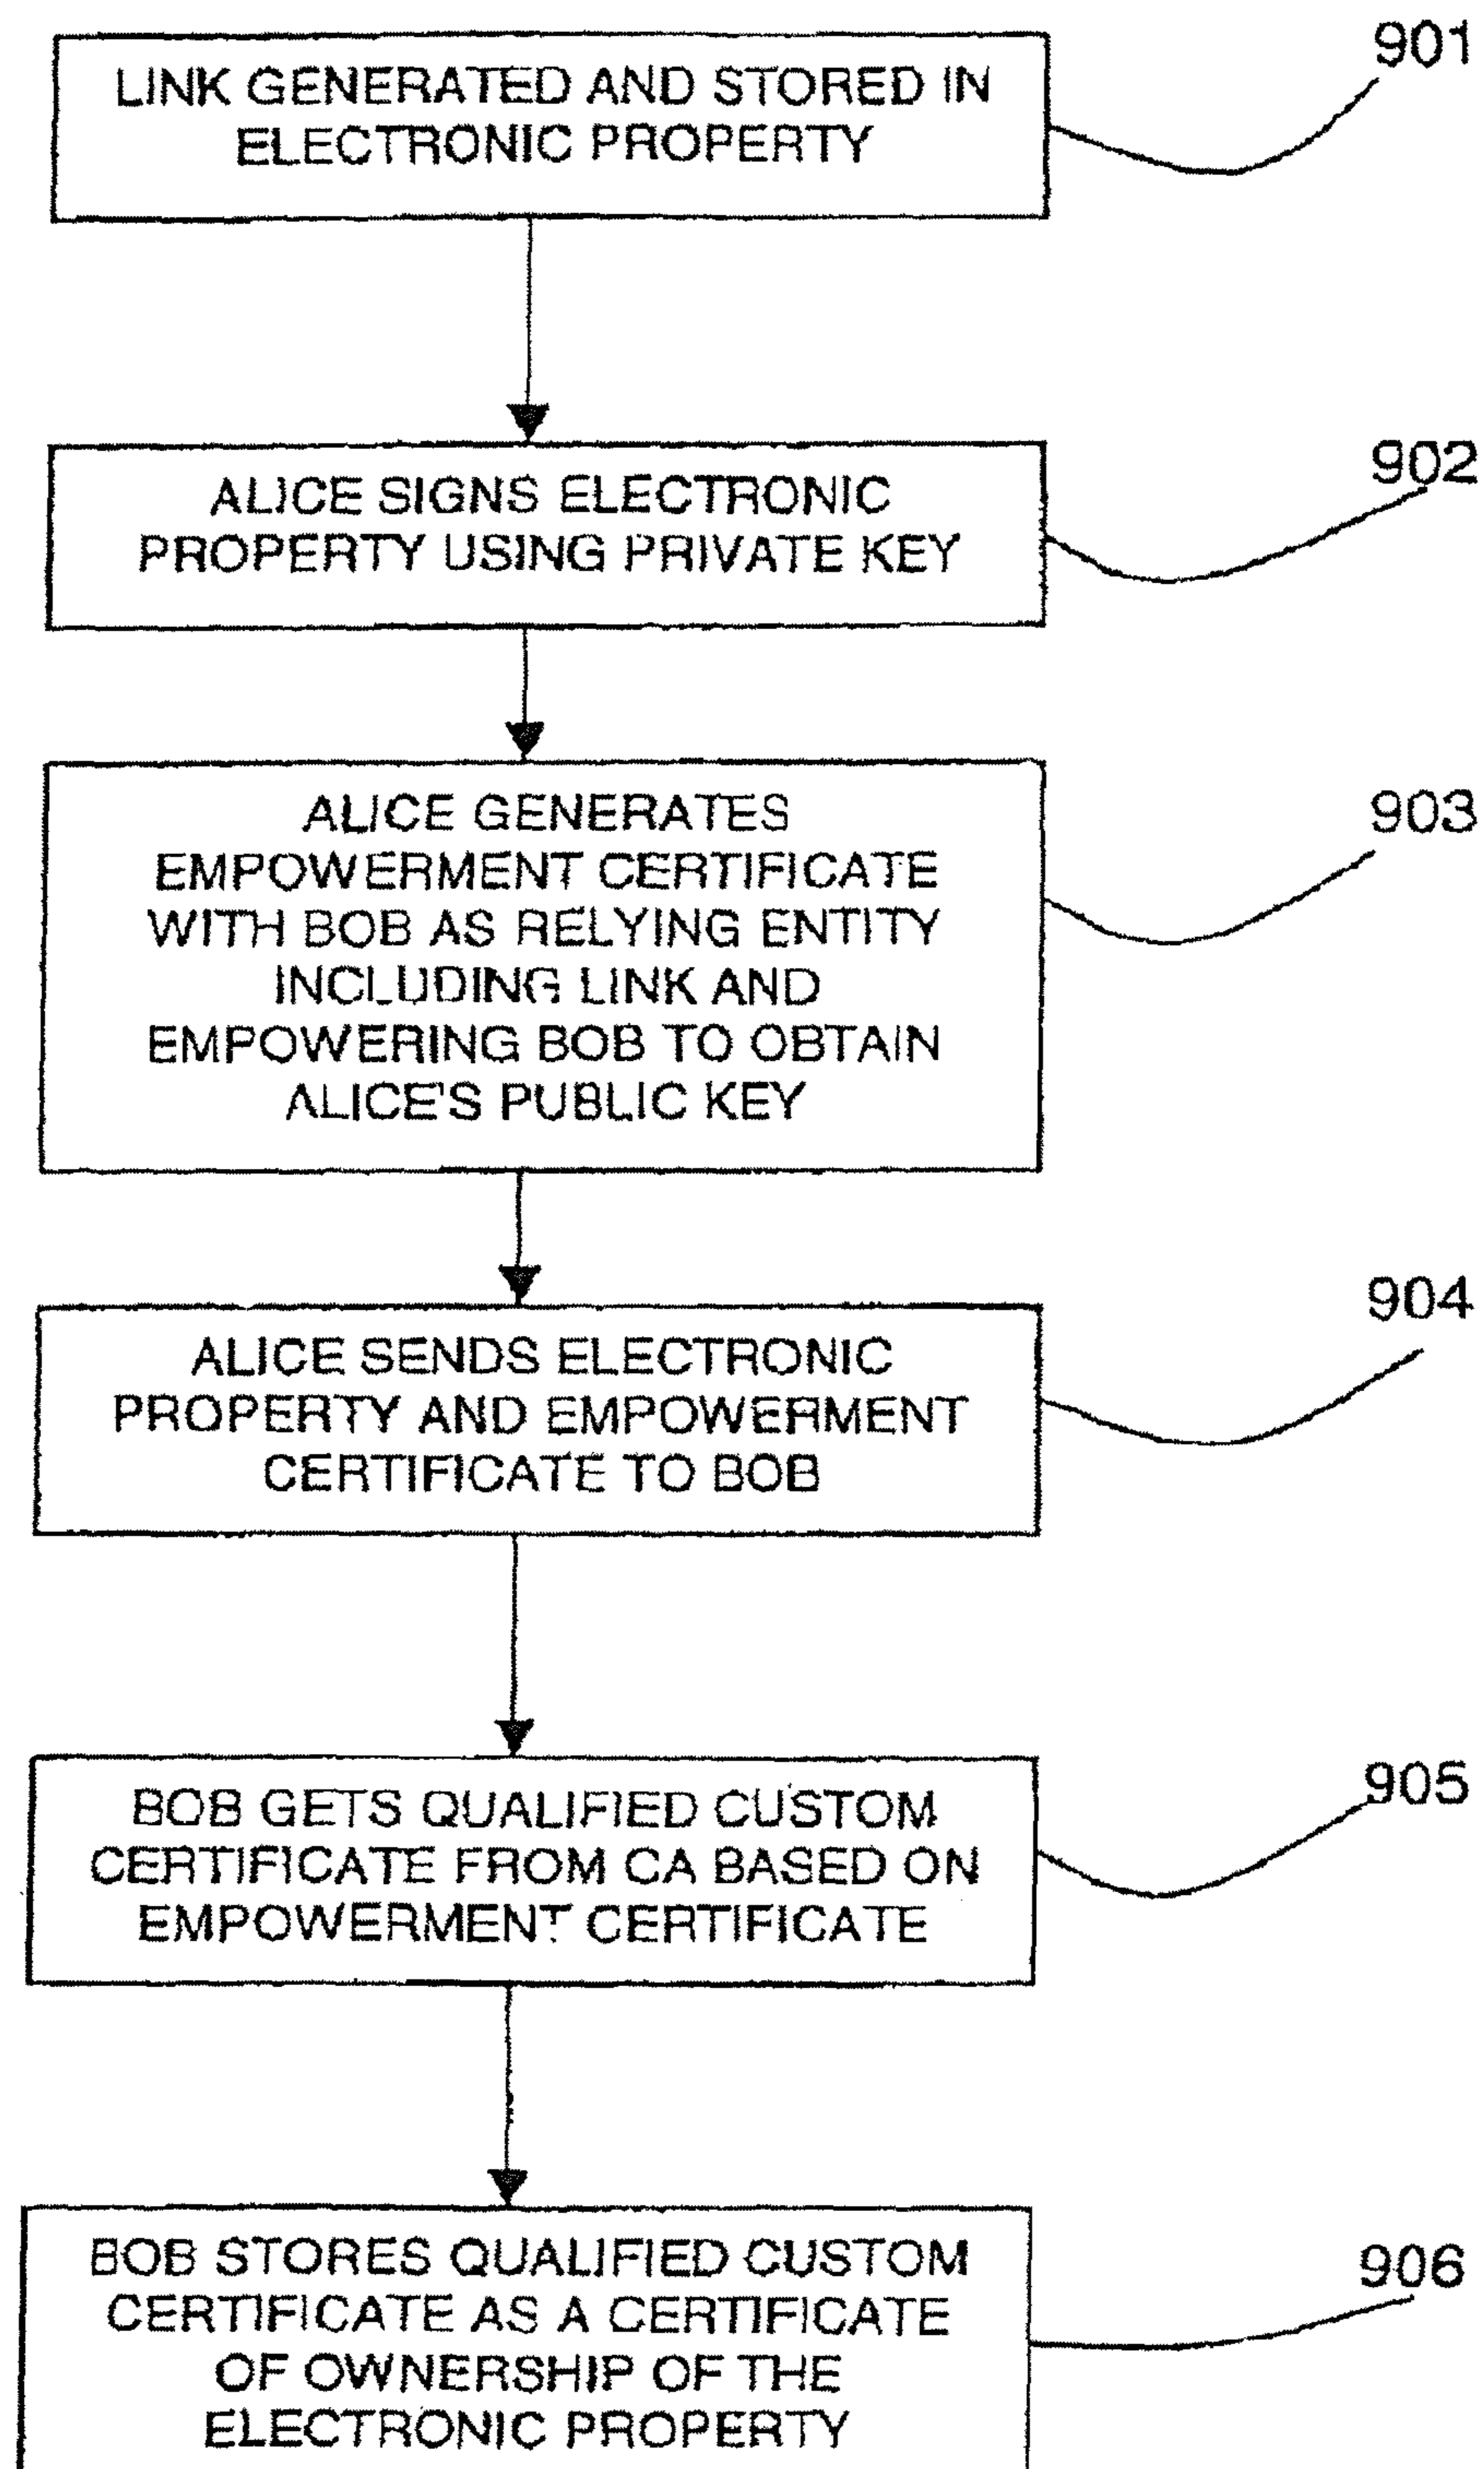 LINK GENERATED AND STORED IN
ELECTRONIC PROPERTY
901
ALICE SIGNS ELECTRONIC
PROPERTY USING PRIVATE KEY
902
ALICE GENERATES
EMPOWERMENT CERTIFICATE
WITH BOB AS RELYING ENTITY
INCLUDING LINK AND
EMPOWERING BOB TO OBTAIN
ALICE'S PUBLIC KEY
903
ALICE SENDS ELECTRONIC
PROPERTY AND EMPOWERMENT
CERTIFICATE TO BOB
904
BOB GETS QUALIFIED CUSTOM
CERTIFICATE FROM CA BASED ON
EMPOWERMENT CERTIFICATE
905
BOB STORES QUALIFIED CUSTOM
CERTIFICATE AS A CERTIFICATE
OF OWNERSHIP OF THE
ELECTRONIC PROPERTY
906